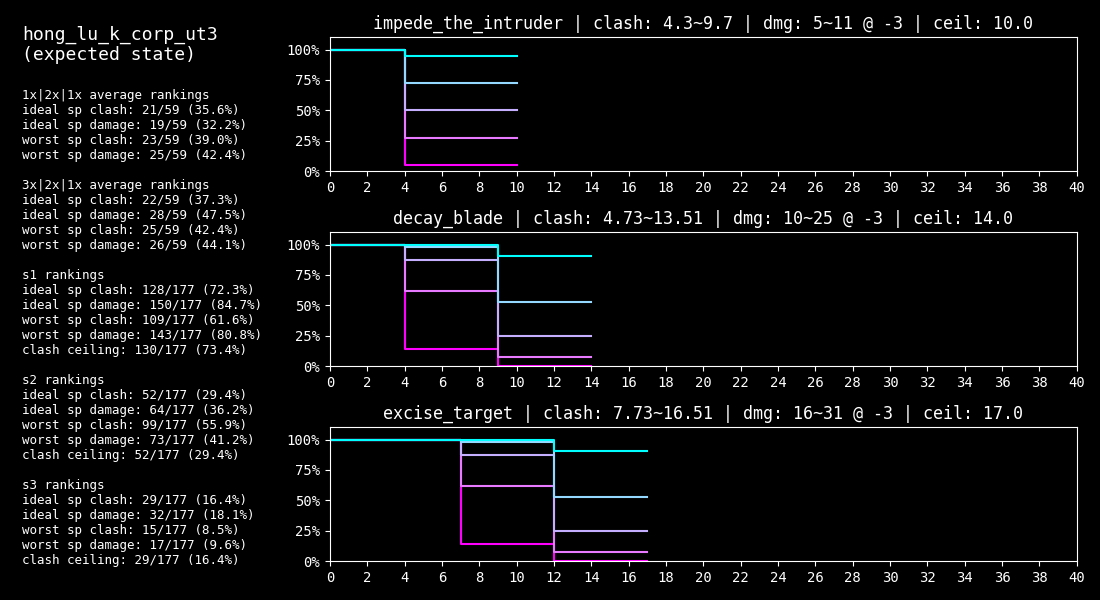 hong_lu_k_corp_ut3
(expected state)
1x|2x|1x average rankings
ideal sp clash: 21/59 (35.6%)
ideal sp damage: 19/59 (32.2%)
worst sp clash: 23/59 (39.0%)
worst sp damage: 25/59 (42.4%)
3x|2x|1x average rankings
ideal sp clash: 22/59 (37.3%)
ideal sp damage: 28/59 (47.5%)
worst sp clash: 25/59 (42.4%)
worst sp damage: 26/59 (44.1%)
s1 rankings
ideal sp clash: 128/177 (72.3%)
ideal sp damage: 150/177 (84.7%)
worst sp clash: 109/177 (61.6%)
worst sp damage: 143/177 (80.8%)
clash ceiling: 130/177 (73.4%)
s2 rankings
ideal sp clash: 52/177 (29.4%)
ideal sp damage: 64/177 (36.2%)
worst sp clash: 99/177 (55.9%)
worst sp damage: 73/177 (41.2%)
clash ceiling: 52/177 (29.4%)
s3 rankings
ideal sp clash: 29/177 (16.4%)
ideal sp damage: 32/177 (18.1%)
worst sp clash: 15/177 (8.5%)
worst sp damage: 17/177 (9.6%)
clash ceiling: 29/177 (16.4%)
impede_the_intruder | clash: 4.3~9.7 | dmg: 5~11 @ -3 | ceil: 10.0
100%
75%
50%
25%
0%
0 2 4 6 8 10 12 14 16 18 20 22 24 26 28 30 32 34 36 38 40
decay_blade | clash: 4.73~13.51 | dmg: 10~25 @ -3 | ceil: 14.0
100%
75%
50%
25%
0%
0 2 4 6 8 10 12 14 16 18 20 22 24 26 28 30 32 34 36 38 40
excise_target | clash: 7.73~16.51 | dmg: 16~31 @ -3 | ceil: 17.0
100%
75%
50%
25%
0%
0 2 4 6 8 10 12 14 16 18 20 22 24 26 28 30 32 34 36 38 40